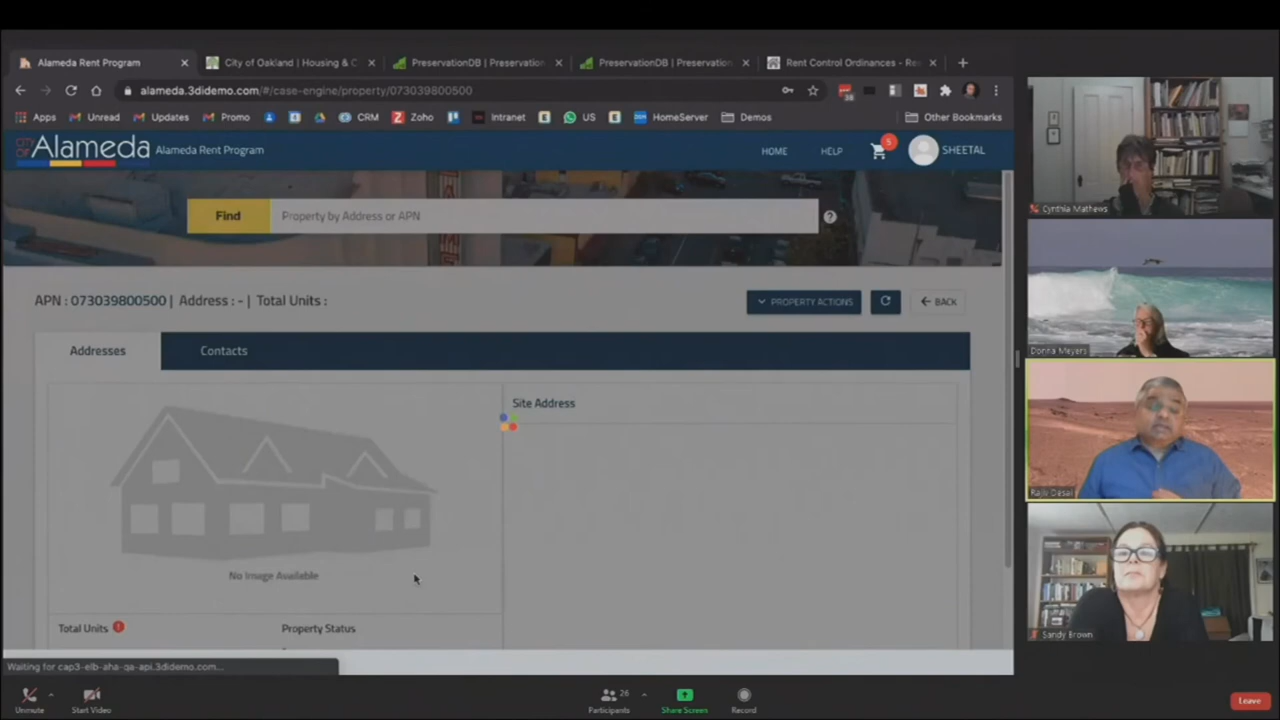 Alameda Rent Program
City of Oakland | Housing & C
PreservationDB | Preservation
PreservationDB | Preservation
Rent Control Ordinances - Re
alameda.3didemo.com/#/case-engine/property/073039800500
38
Apps
Unread
Updates
Promo
CRM
Zoho
Intranet
US
HomeServer
Demos
Other Bookmarks
CITY OF Alameda
Alameda Rent Program
HOME
HELP
5
SHEETAL
Find
Property by Address or APN
?
APN : 073039800500 | Address : - | Total Units :
PROPERTY ACTIONS
BACK
Addresses
Contacts
Site Address
No Image Available
Total Units
Property Status
Waiting for cap3-elb-aha-qa-api.3didemo.com...
Cynthia Mathews
Donna Meyers
Rajiv Desai
Sandy Brown
Unmute
Start Video
26
Participants
Share Screen
Record
Leave